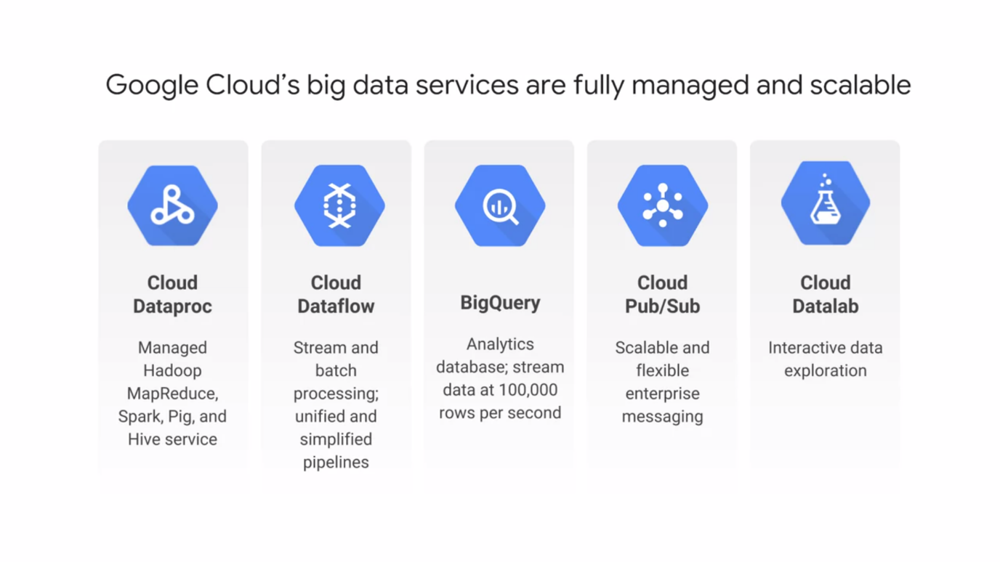 Google Cloud's big data services are fully managed and scalable
Cloud
Dataproc
Managed
Hadoop
MapReduce,
Spark, Pig, and
Hive service
Cloud
Dataflow
Stream and
batch
processing;
unified and
simplified
pipelines
BigQuery
Analytics
database; stream
data at 100,000
rows per second
Cloud
Pub/Sub
Scalable and
flexible
enterprise
messaging
Cloud
Datalab
Interactive data
exploration